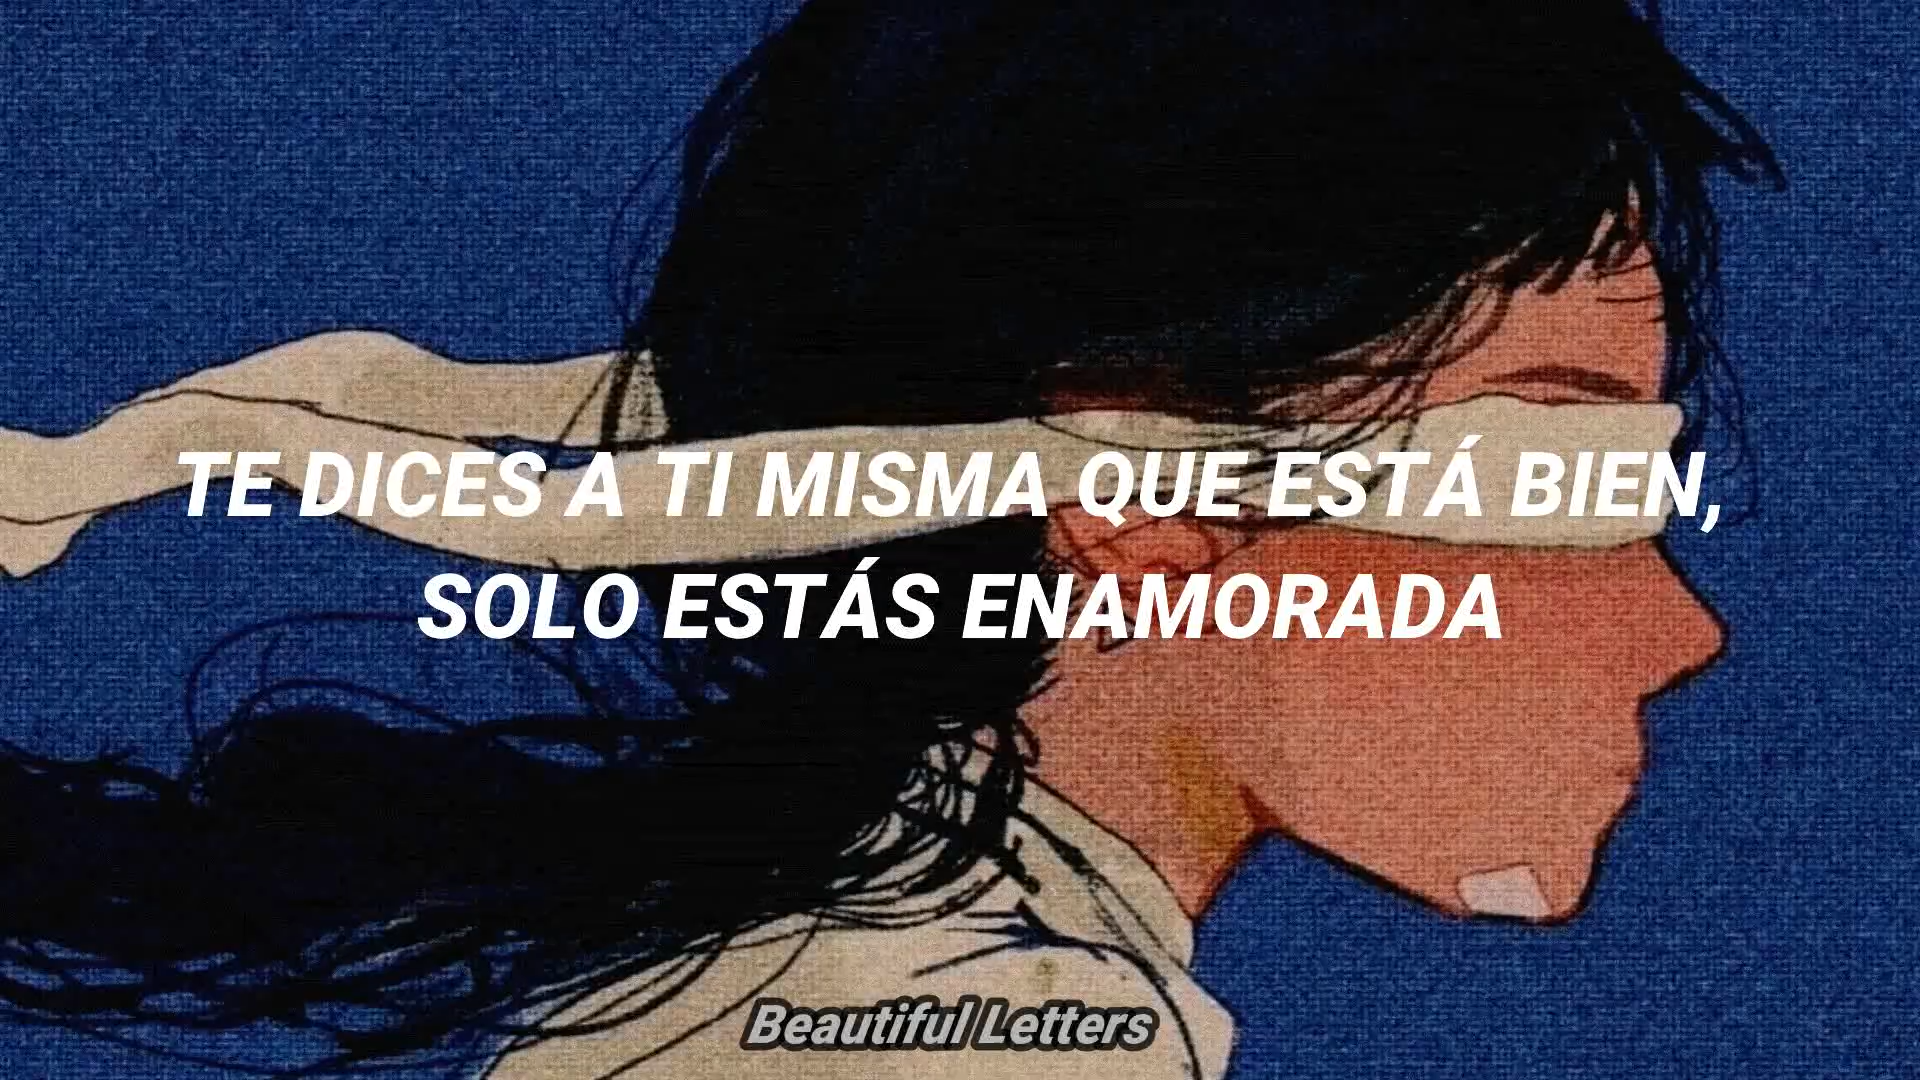 TE DICES A TI MISMA QUE ESTÁ BIEN,
SOLO ESTÁS ENAMORADA
Beautiful Letters